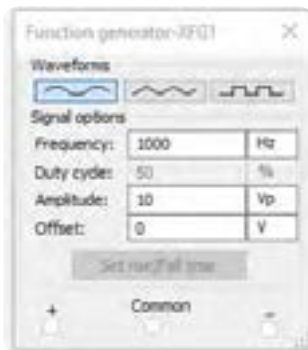 Function generator-XFG1
Waveforms
Signal options
Frequency: 1000 Hz
Duty cycle: 50 %
Amplitude: 10 Vp
Offset: 0 V
Set rise/Fall time
+ Common -